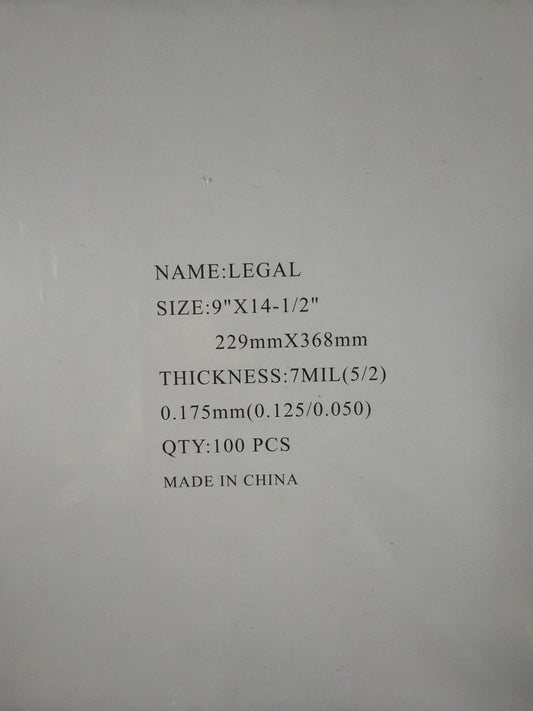 NAME:LEGAL
SIZE:9"X14-1/2"
229mmX368mm
THICKNESS:7MIL(5/2)
0.175mm(0.125/0.050)
QTY:100 PCS
MADE IN CHINA